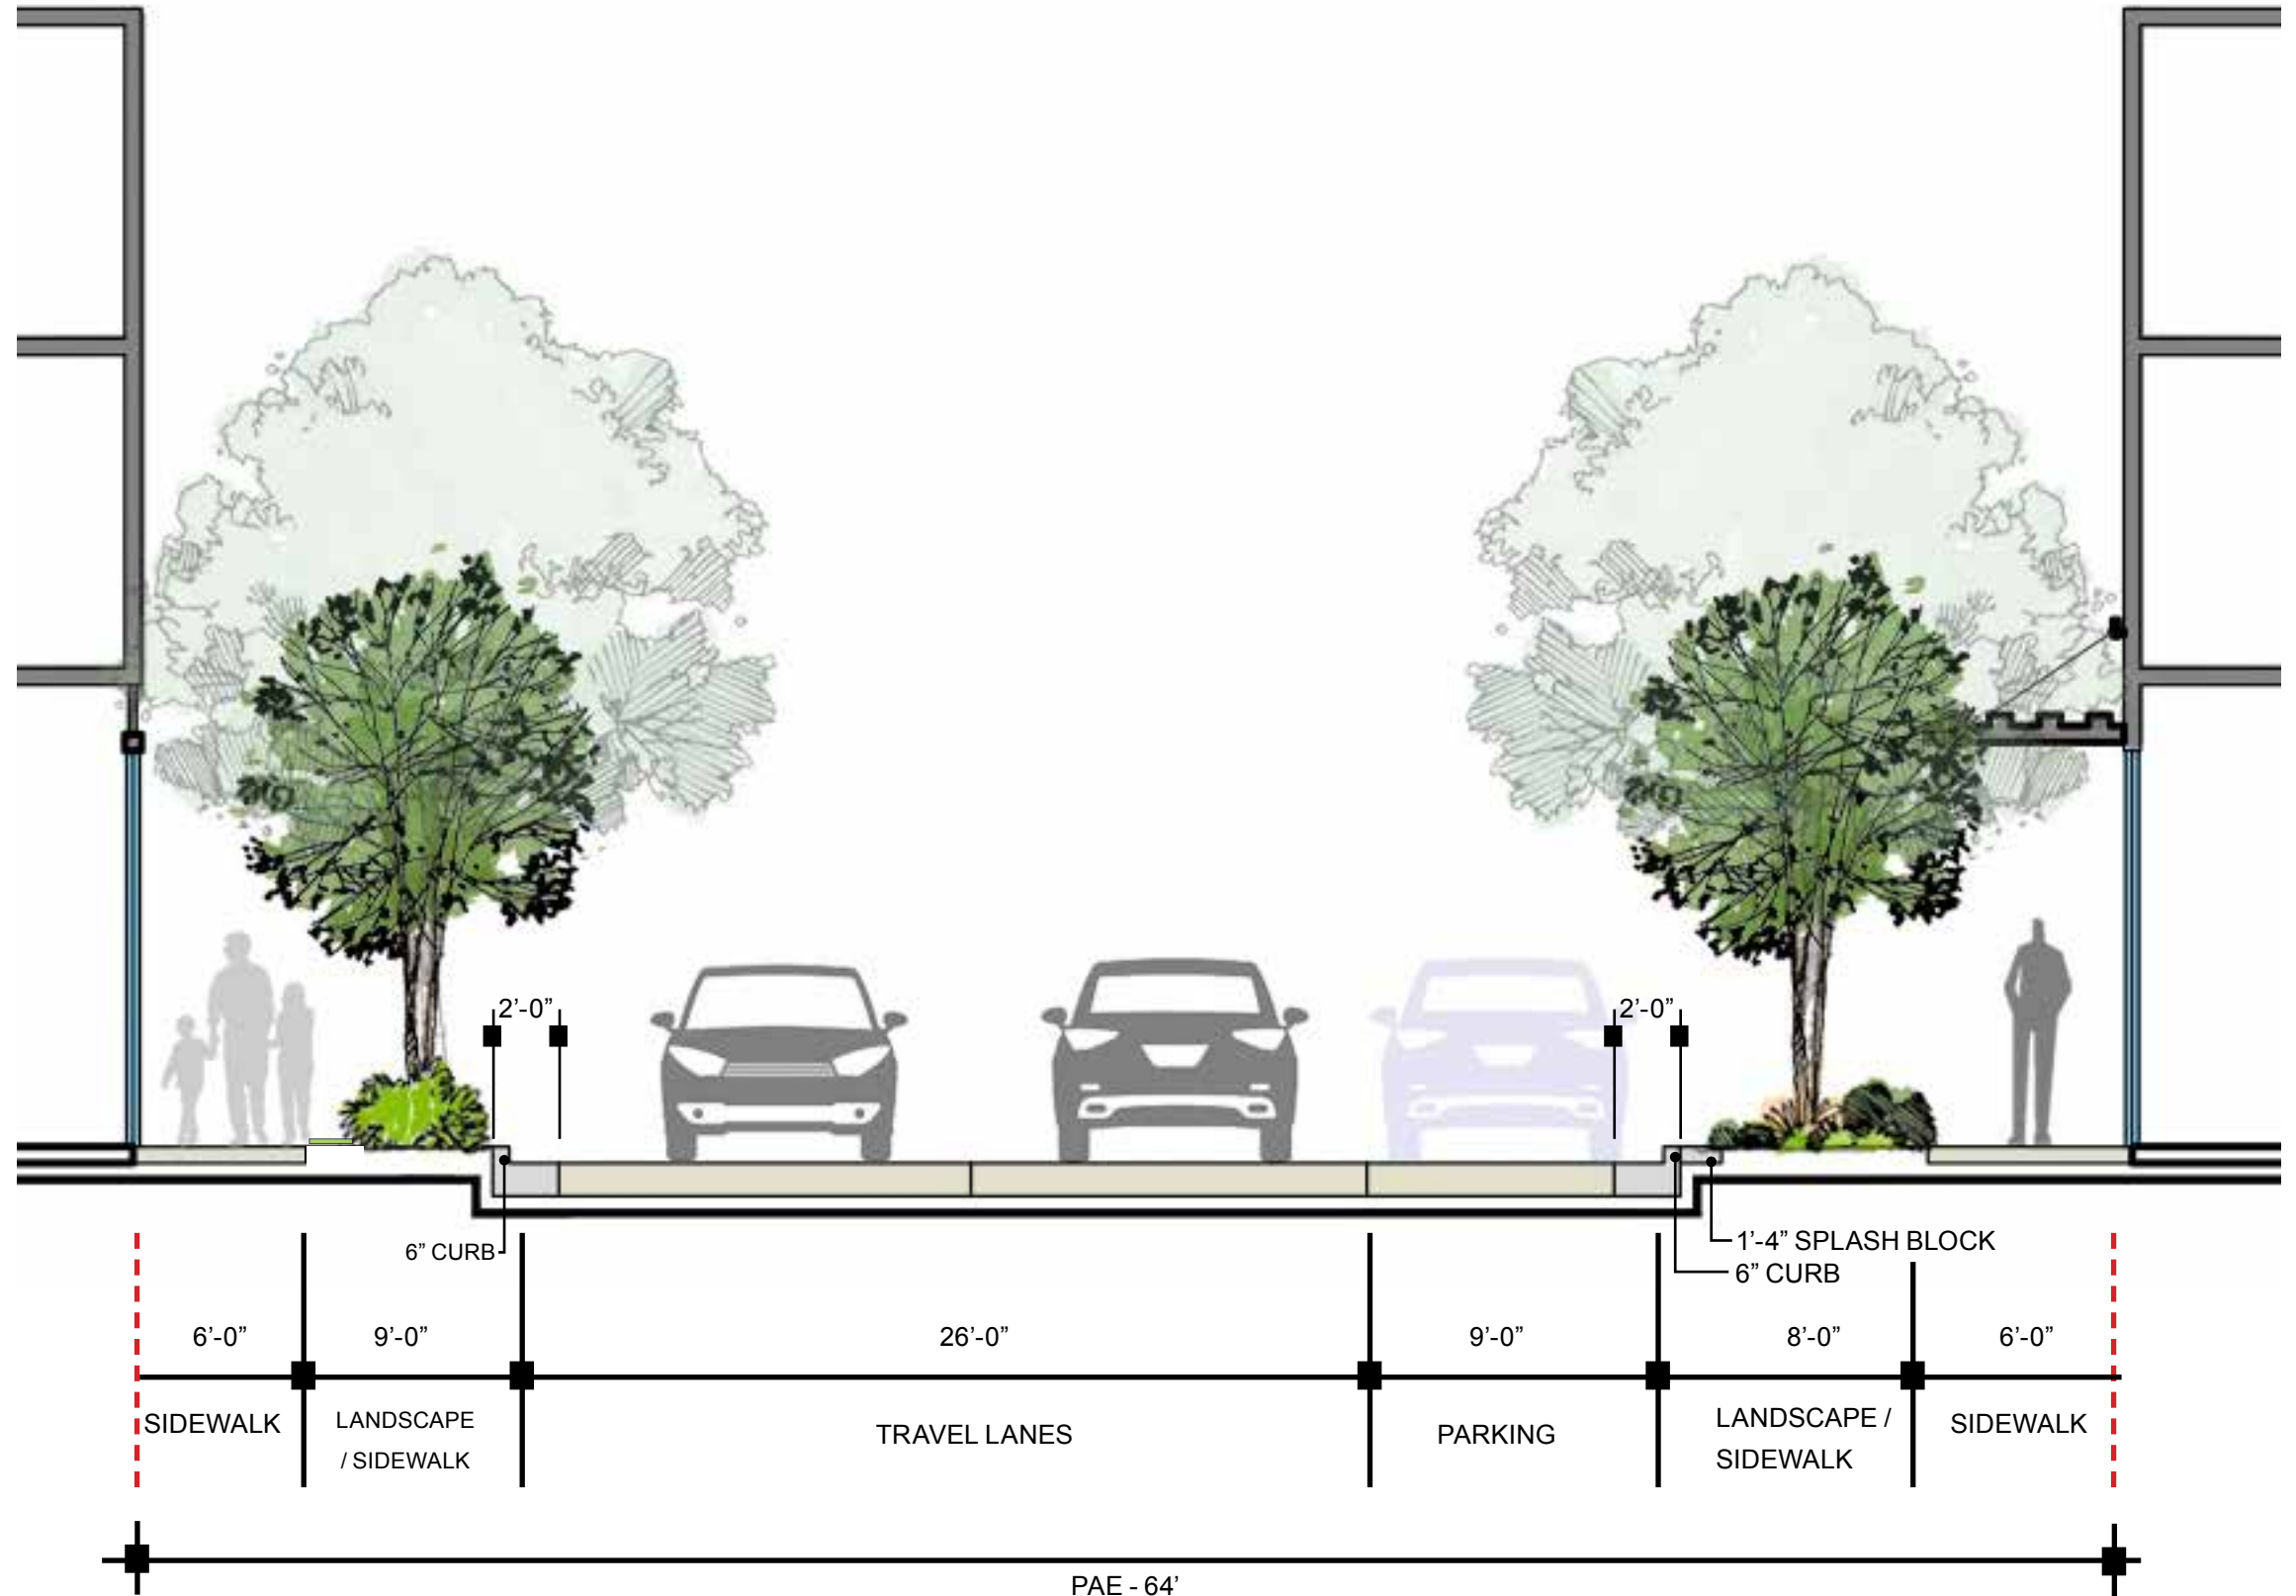 2’-0”
2’-0”
6” CURB
1’-4” SPLASH BLOCK
6” CURB
6’-0”
9’-0”
26’-0”
9’-0”
8’-0”
6’-0”
SIDEWALK
LANDSCAPE
/ SIDEWALK
TRAVEL LANES
PARKING
LANDSCAPE /
SIDEWALK
SIDEWALK
PAE - 64’